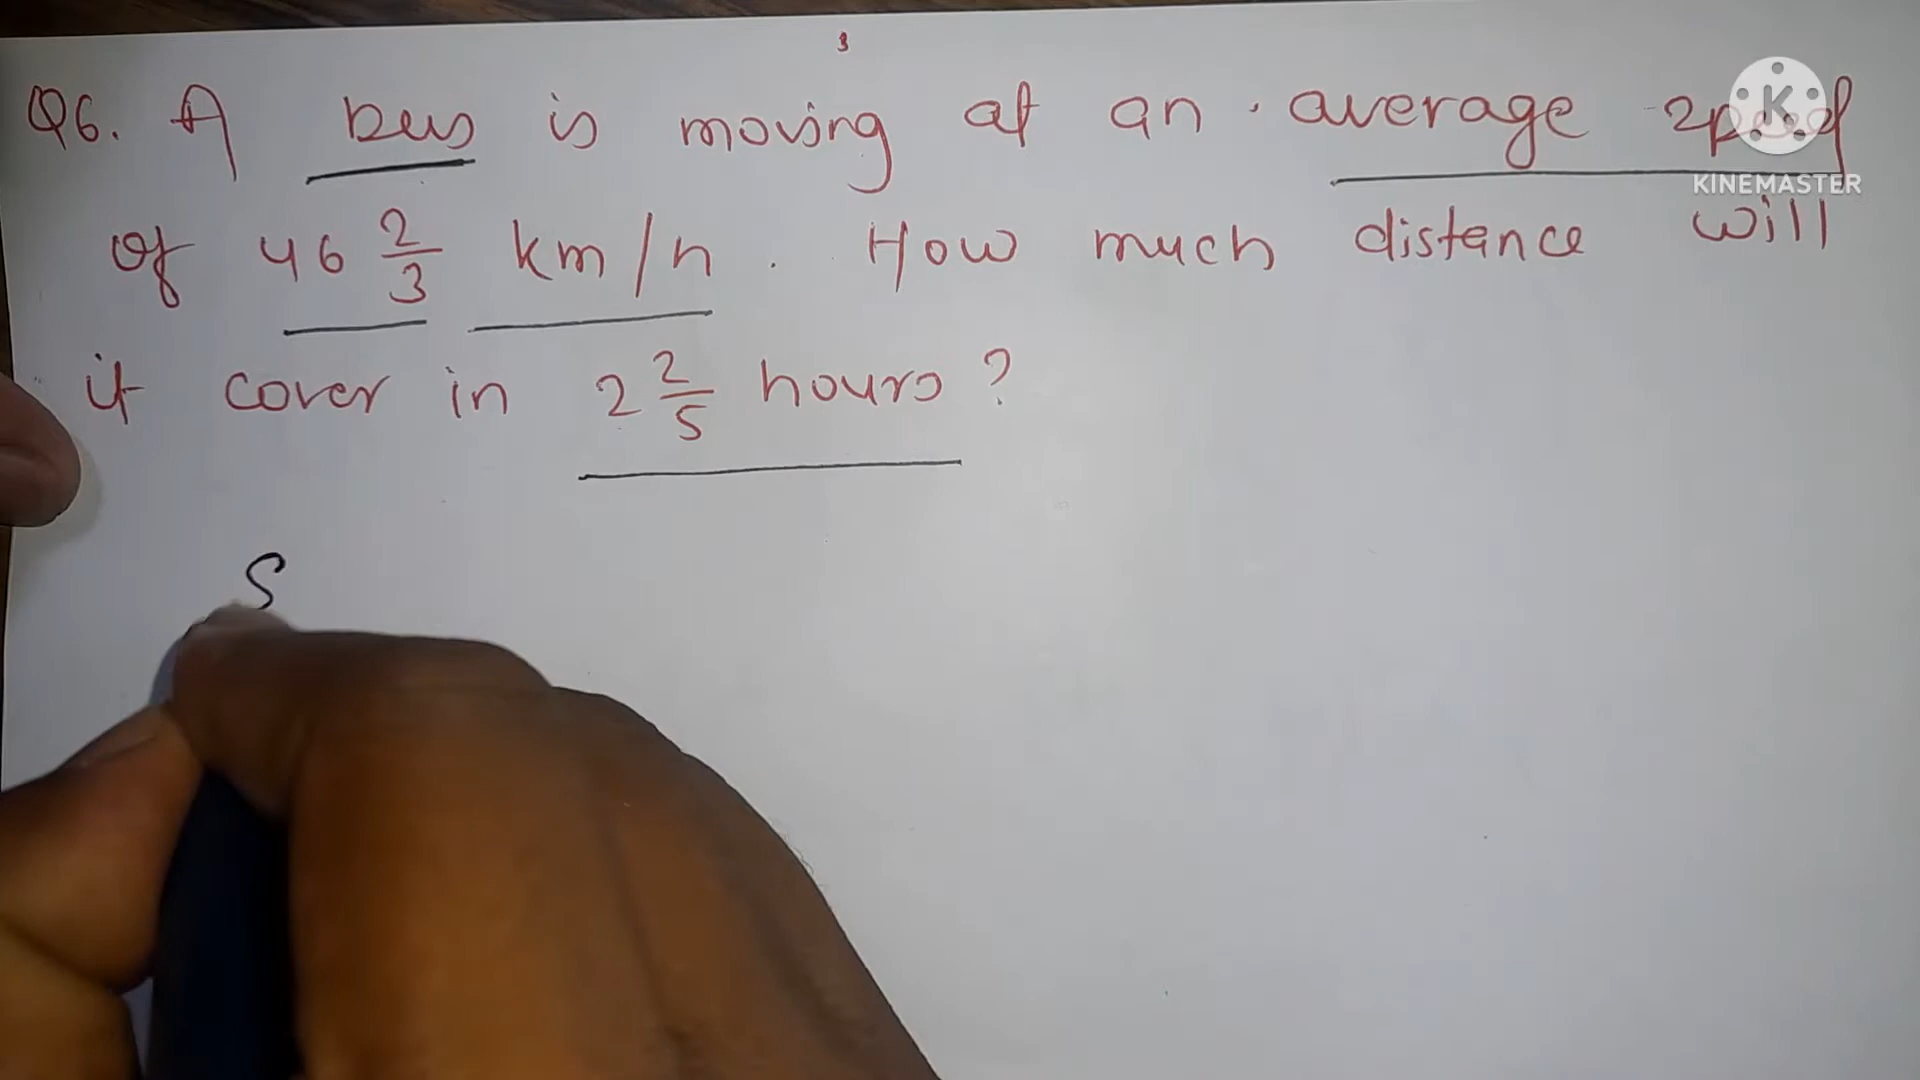 3
Q6. A bus is moving at an average speed
KINEMASTER
of 46 2/3 km/h. How much distance will
it cover in 2 2/5 hours?
S